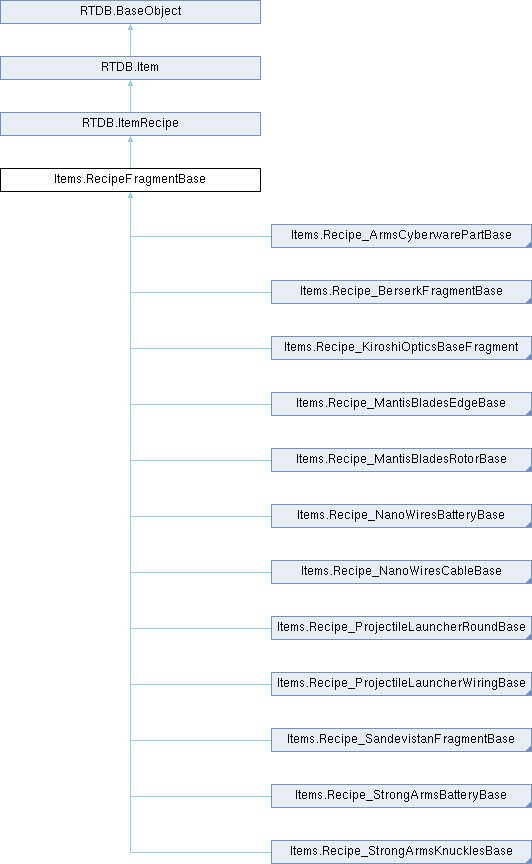 RTDB.BaseObject
RTDB.Item
RTDB.ItemRecipe
Items.RecipeFragmentBase
Items.Recipe_ArmsCyberwarePartBase
Items.Recipe_BerserkFragmentBase
Items.Recipe_KiroshiOpticsBaseFragment
Items.Recipe_MantisBladesEdgeBase
Items.Recipe_MantisBladesRotorBase
Items.Recipe_NanoWiresBatteryBase
Items.Recipe_NanoWiresCableBase
Items.Recipe_ProjectileLauncherRoundBase
Items.Recipe_ProjectileLauncherWiringBase
Items.Recipe_SandevistanFragmentBase
Items.Recipe_StrongArmsBatteryBase
Items.Recipe_StrongArmsKnucklesBase